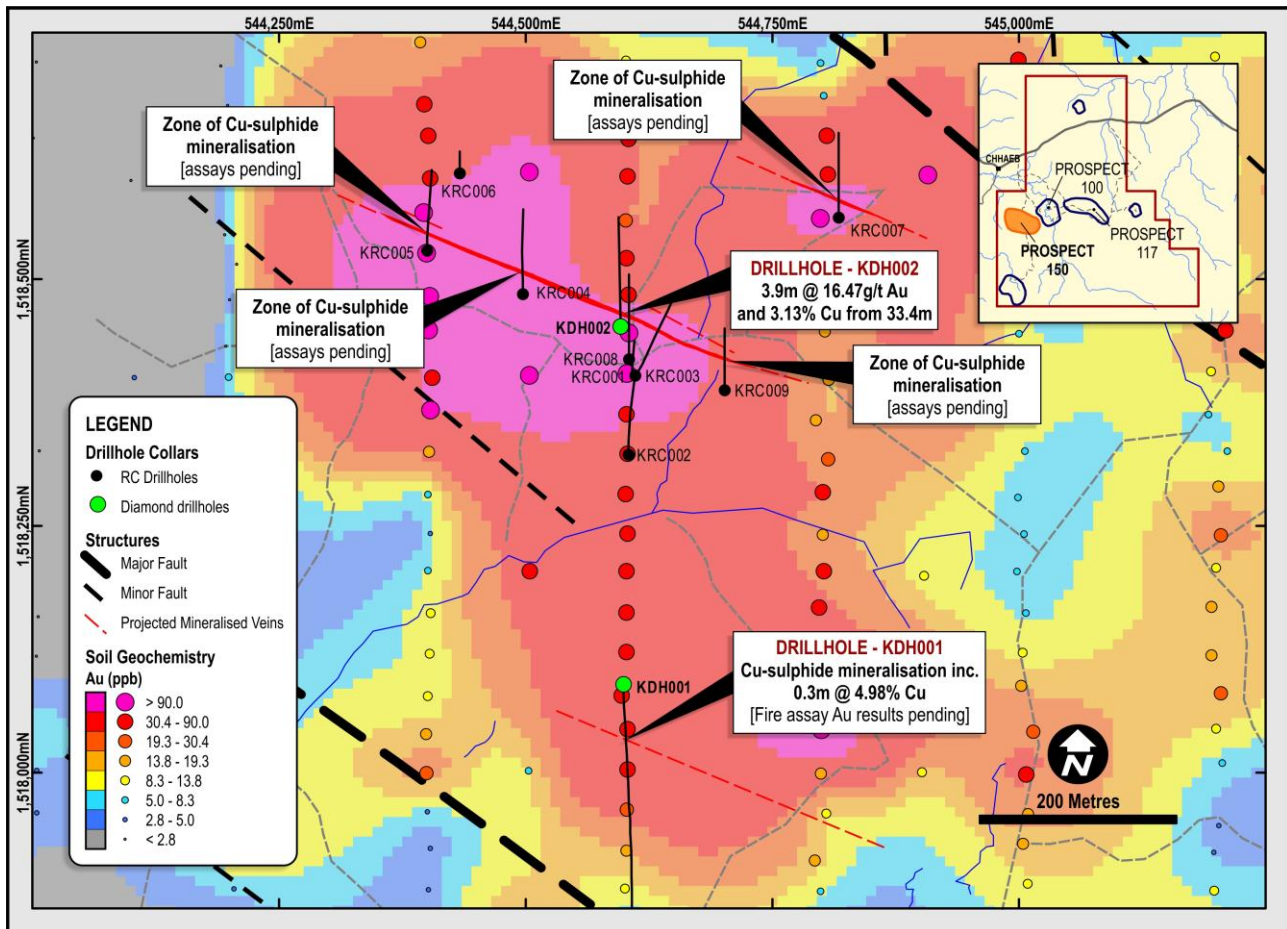 544,250mE
544,500mE
544,750mE
545,000mE
1,518,500mN
1,518,250mN
1,518,000mN
Zone of Cu-sulphide
mineralisation
[assays pending]
Zone of Cu-sulphide
mineralisation
[assays pending]
CHHAEB
PROSPECT
100
PROSPECT
150
PROSPECT
117
KRC006
KRC005
KRC007
KRC004
DRILLHOLE - KDH002
3.9m @ 16.47g/t Au
and 3.13% Cu from 33.4m
Zone of Cu-sulphide
mineralisation
[assays pending]
KDH002
KRC008
KRC001
KRC003
KRC009
Zone of Cu-sulphide
mineralisation
[assays pending]
KRC002
LEGEND
Drillhole Collars
RC Drillholes
Diamond drillholes
Structures
Major Fault
Minor Fault
Projected Mineralised Veins
Soil Geochemistry
Au (ppb)
> 90.0
30.4 - 90.0
19.3 - 30.4
13.8 - 19.3
8.3 - 13.8
5.0 - 8.3
2.8 - 5.0
< 2.8
DRILLHOLE - KDH001
Cu-sulphide mineralisation inc.
0.3m @ 4.98% Cu
[Fire assay Au results pending]
KDH001
N
200 Metres